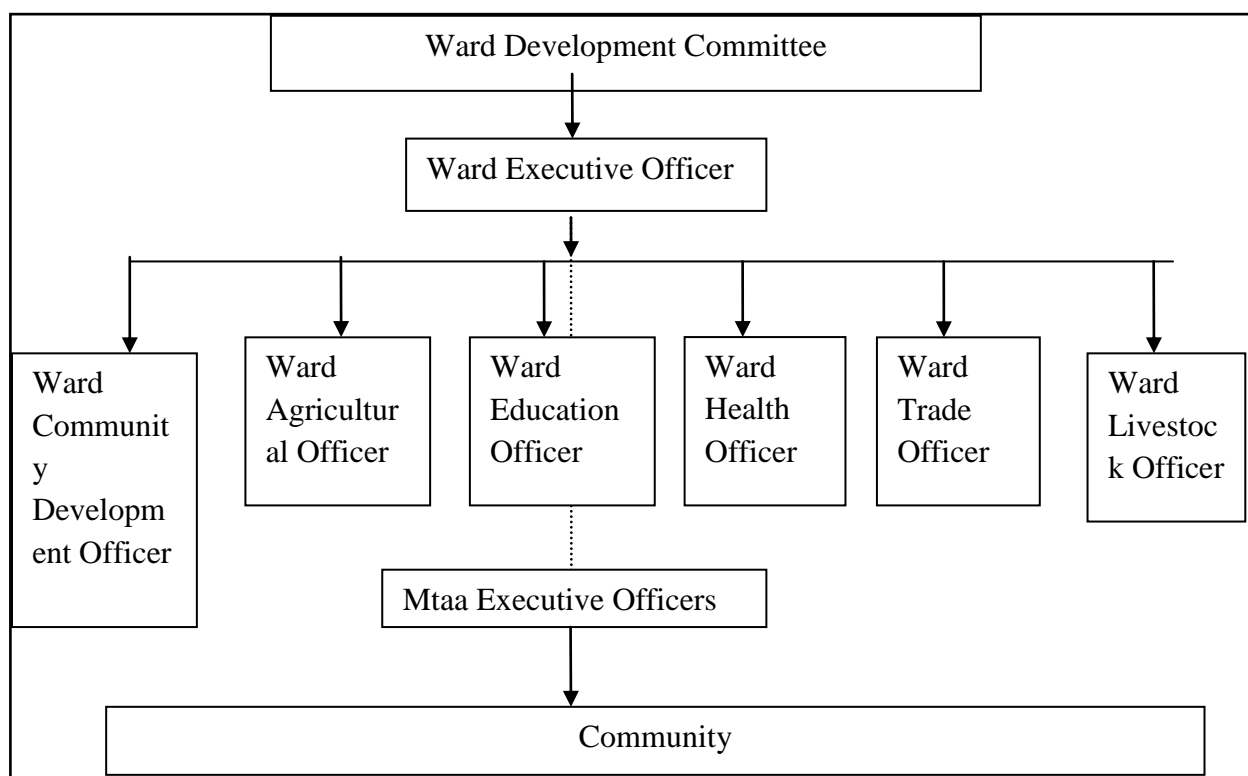 Ward Development Committee
Ward Executive Officer
Ward
Communit
y
Developm
ent Officer
Ward
Agricultur
al Officer
Ward
Education
Officer
Ward
Health
Officer
Ward
Trade
Officer
Ward
Livestoc
k Officer
Mtaa Executive Officers
Community